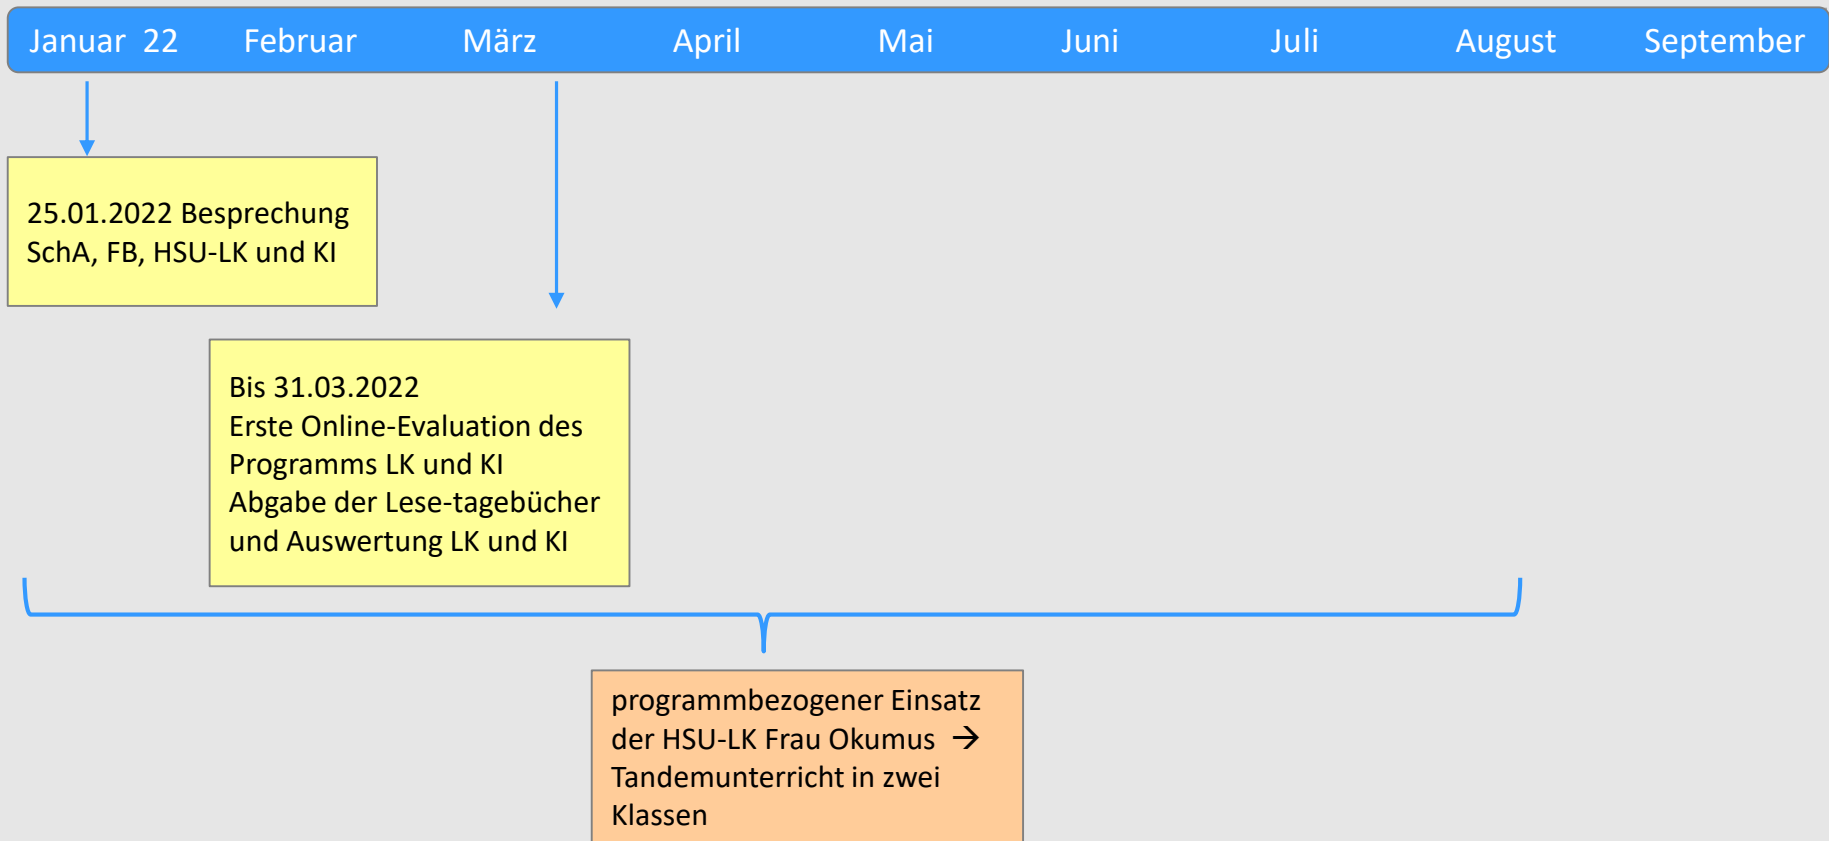 Januar 22 Februar März April Mai Juni Juli August September
25.01.2022 Besprechung
SchA, FB, HSU-LK und KI
Bis 31.03.2022
Erste Online-Evaluation des
Programms LK und KI
Abgabe der Lese-tagebücher
und Auswertung LK und KI
programmbezogener Einsatz
der HSU-LK Frau Okumus →
Tandemunterricht in zwei
Klassen